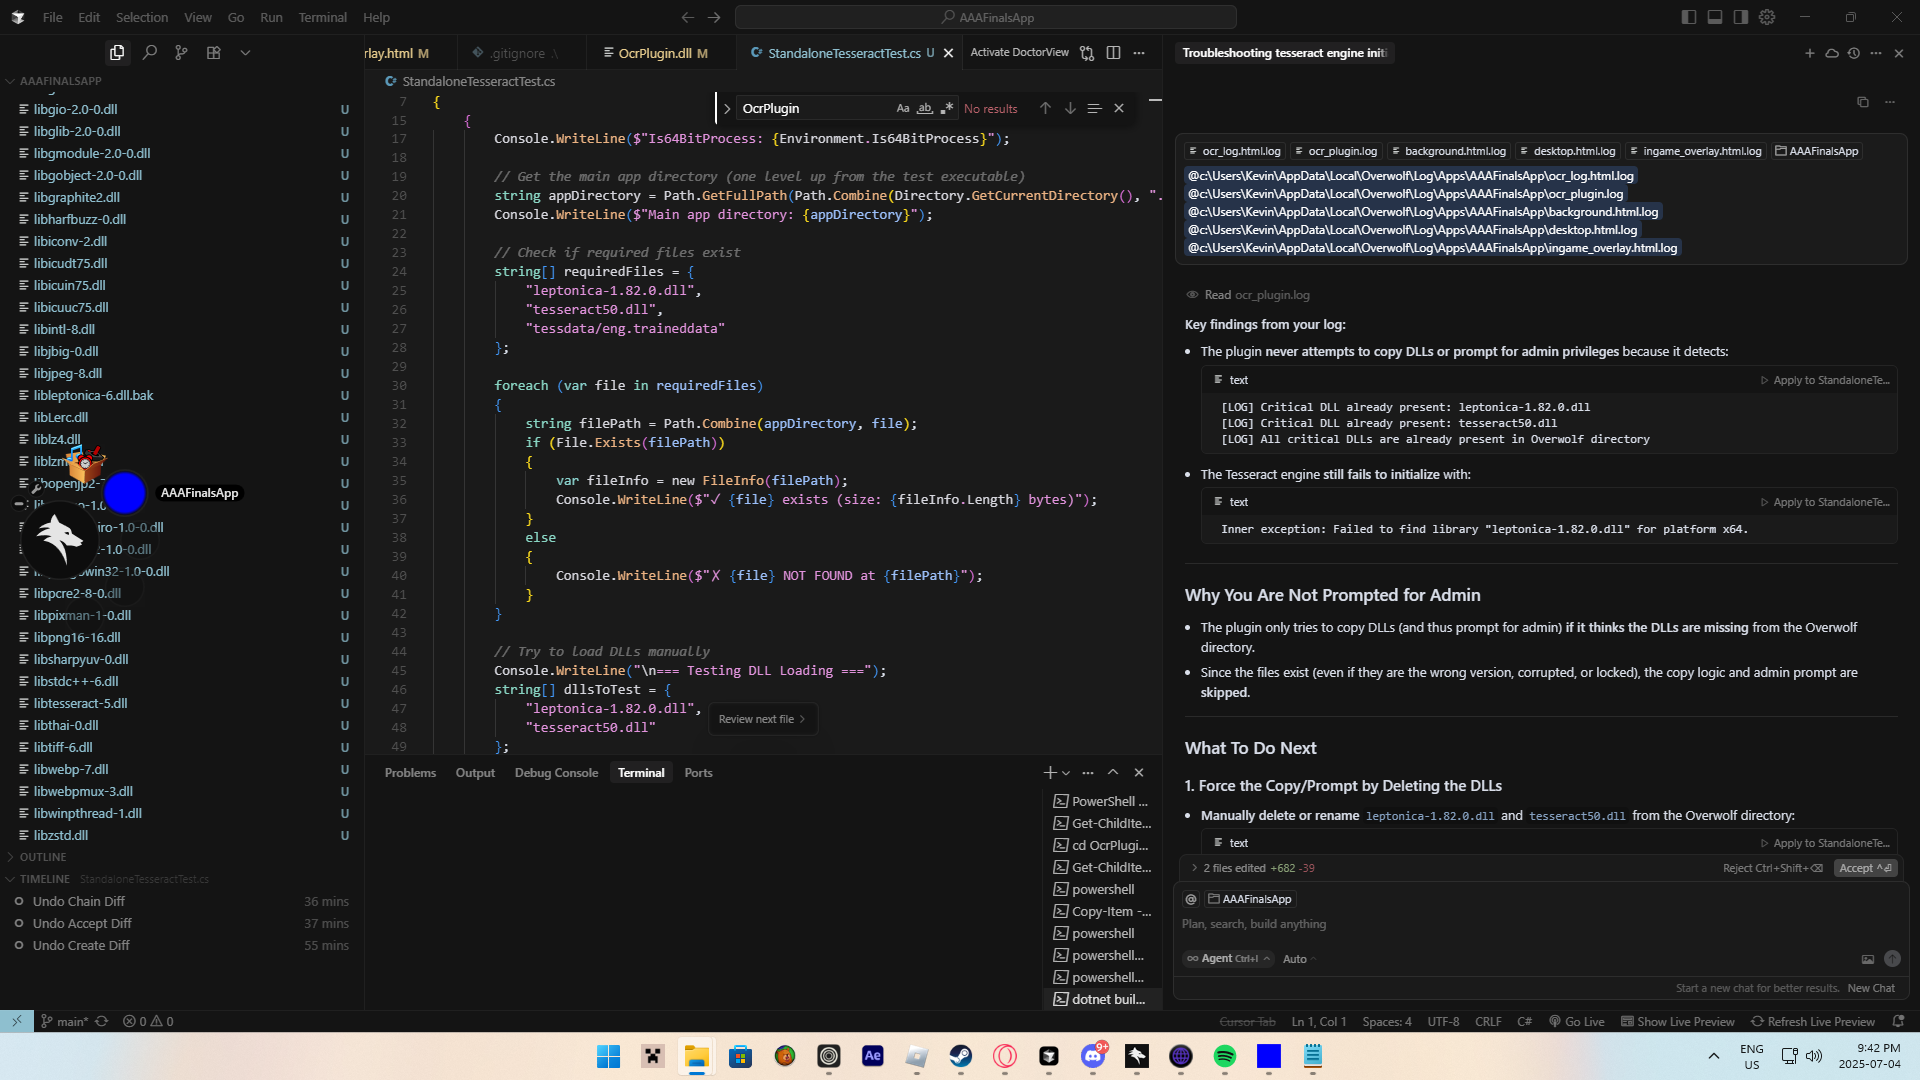 File Edit Selection View Go Run Terminal Help
AAAFinalsApp
rlay.html M
.gitignore
OcrPlugin.dll M
StandaloneTesseractTest.cs U
Activate DoctorView
Troubleshooting tesseract engine initi
AAAFINALSAPP
StandaloneTesseractTest.cs
OcrPlugin
Aa ab No results
libgio-2.0-0.dll U
libglib-2.0-0.dll U
libgmodule-2.0-0.dll U
libgobject-2.0-0.dll U
libgraphite2.dll U
libharfbuzz-0.dll U
libiconv-2.dll U
libicudt75.dll U
libicuin75.dll U
libicuuc75.dll U
libintl-8.dll U
libjbig-0.dll U
libjpeg-8.dll U
libleptonica-6.dll.bak U
libLerc.dll U
liblz4.dll U
U
U
AAAFinalsApp
U
iro-1.0-0.dll U
-1.0-0.dll U
win32-1.0-0.dll U
libpcre2-8-0.dll U
libpixman-1-0.dll U
libpng16-16.dll U
libsharpyuv-0.dll U
libstdc++-6.dll U
libtesseract-5.dll U
libthai-0.dll U
libtiff-6.dll U
libwebp-7.dll U
libwebpmux-3.dll U
libwinpthread-1.dll U
libzstd.dll U
OUTLINE
TIMELINE StandaloneTesseractTest.cs
Undo Chain Diff 36 mins
Undo Accept Diff 37 mins
Undo Create Diff 55 mins
7 {
15 {
17 Console.WriteLine($"Is64BitProcess: {Environment.Is64BitProcess}");
18
19 // Get the main app directory (one level up from the test executable)
20 string appDirectory = Path.GetFullPath(Path.Combine(Directory.GetCurrentDirectory(), ".
21 Console.WriteLine($"Main app directory: {appDirectory}");
22
23 // Check if required files exist
24 string[] requiredFiles = {
25 "leptonica-1.82.0.dll",
26 "tesseract50.dll",
27 "tessdata/eng.traineddata"
28 };
29
30 foreach (var file in requiredFiles)
31 {
32 string filePath = Path.Combine(appDirectory, file);
33 if (File.Exists(filePath))
34 {
35 var fileInfo = new FileInfo(filePath);
36 Console.WriteLine($"✓ {file} exists (size: {fileInfo.Length} bytes)");
37 }
38 else
39 {
40 Console.WriteLine($"✗ {file} NOT FOUND at {filePath}");
41 }
42 }
43
44 // Try to load DLLs manually
45 Console.WriteLine("\n=== Testing DLL Loading ===");
46 string[] dllsToTest = {
47 "leptonica-1.82.0.dll",
48 "tesseract50.dll"
49 };
Review next file
Problems Output Debug Console Terminal Ports
PowerShell ...
Get-ChildIte...
cd OcrPlugi...
Get-ChildIte...
powershell
Copy-Item -...
powershell
powershell...
powershell...
dotnet buil...
ocr_log.html.log ocr_plugin.log background.html.log desktop.html.log ingame_overlay.html.log AAAFinalsApp
@c:\Users\Kevin\AppData\Local\Overwolf\Log\Apps\AAAFinalsApp\ocr_log.html.log
@c:\Users\Kevin\AppData\Local\Overwolf\Log\Apps\AAAFinalsApp\ocr_plugin.log
@c:\Users\Kevin\AppData\Local\Overwolf\Log\Apps\AAAFinalsApp\background.html.log
@c:\Users\Kevin\AppData\Local\Overwolf\Log\Apps\AAAFinalsApp\desktop.html.log
@c:\Users\Kevin\AppData\Local\Overwolf\Log\Apps\AAAFinalsApp\ingame_overlay.html.log
Read ocr_plugin.log
Key findings from your log:
The plugin never attempts to copy DLLs or prompt for admin privileges because it detects:
text Apply to StandaloneTe...
[LOG] Critical DLL already present: leptonica-1.82.0.dll
[LOG] Critical DLL already present: tesseract50.dll
[LOG] All critical DLLs are already present in Overwolf directory
The Tesseract engine still fails to initialize with:
text Apply to StandaloneTe...
Inner exception: Failed to find library "leptonica-1.82.0.dll" for platform x64.
Why You Are Not Prompted for Admin
The plugin only tries to copy DLLs (and thus prompt for admin) if it thinks the DLLs are missing from the Overwolf
directory.
Since the files exist (even if they are the wrong version, corrupted, or locked), the copy logic and admin prompt are
skipped.
What To Do Next
1. Force the Copy/Prompt by Deleting the DLLs
Manually delete or rename leptonica-1.82.0.dll and tesseract50.dll from the Overwolf directory:
text Apply to StandaloneTe...
2 files edited +682 -39 Reject Ctrl+Shift+⌫ Accept ^⏎
@ AAAFinalsApp
Plan, search, build anything
Agent Ctrl+I Auto
Start a new chat for better results. New Chat
main* 0 0
Cursor Tab Ln 1, Col 1 Spaces: 4 UTF-8 CRLF C# Go Live Show Live Preview Refresh Live Preview
Ae
9+
ENG
US
9:42 PM
2025-07-04